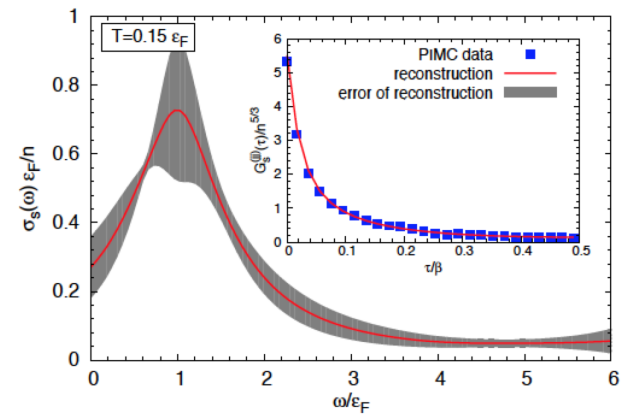 T=0.15 ε_F
σ_s(ω) ε_F/n
1
0.8
0.6
0.4
0.2
0
0 1 2 3 4 5 6
ω/ε_F
PIMC data
reconstruction
error of reconstruction
G_s^(jj)(τ)/n^5/3
6
5
4
3
2
1
0
0 0.1 0.2 0.3 0.4 0.5
τ/β